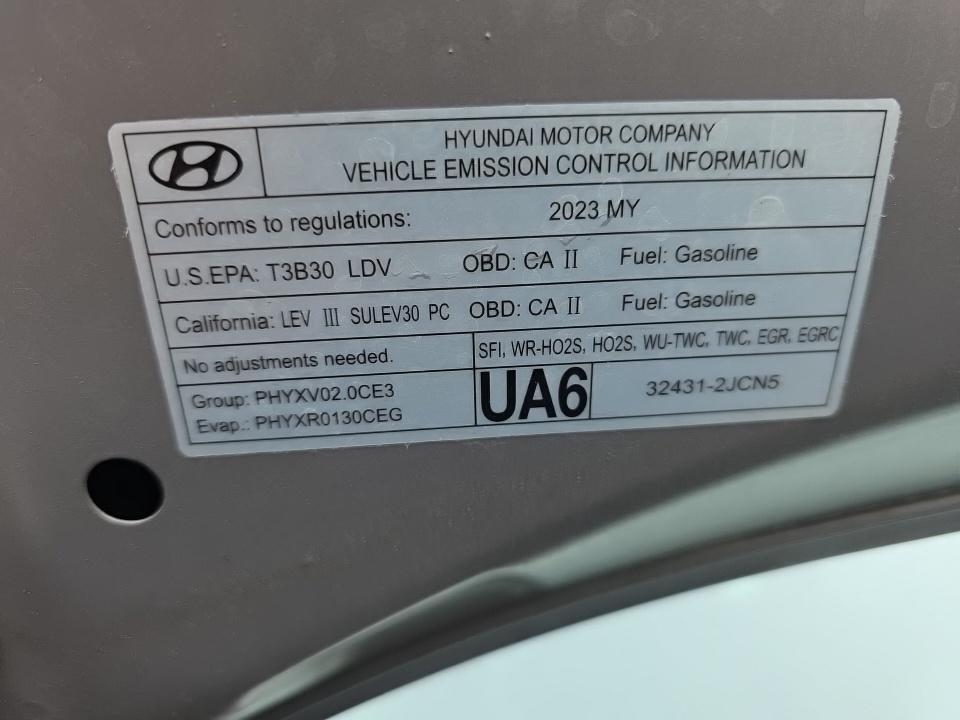 HYUNDAI MOTOR COMPANY
VEHICLE EMISSION CONTROL INFORMATION
Conforms to regulations: 2023 MY
U.S.EPA: T3B30 LDV OBD: CA II Fuel: Gasoline
California: LEV III SULEV30 PC OBD: CA II Fuel: Gasoline
No adjustments needed. SFI, WR-HO2S, HO2S, WU-TWC, TWC, EGR, EGRC
Group: PHYXV02.0CE3
Evap.: PHYXR0130CEG
UA6 32431-2JCN5